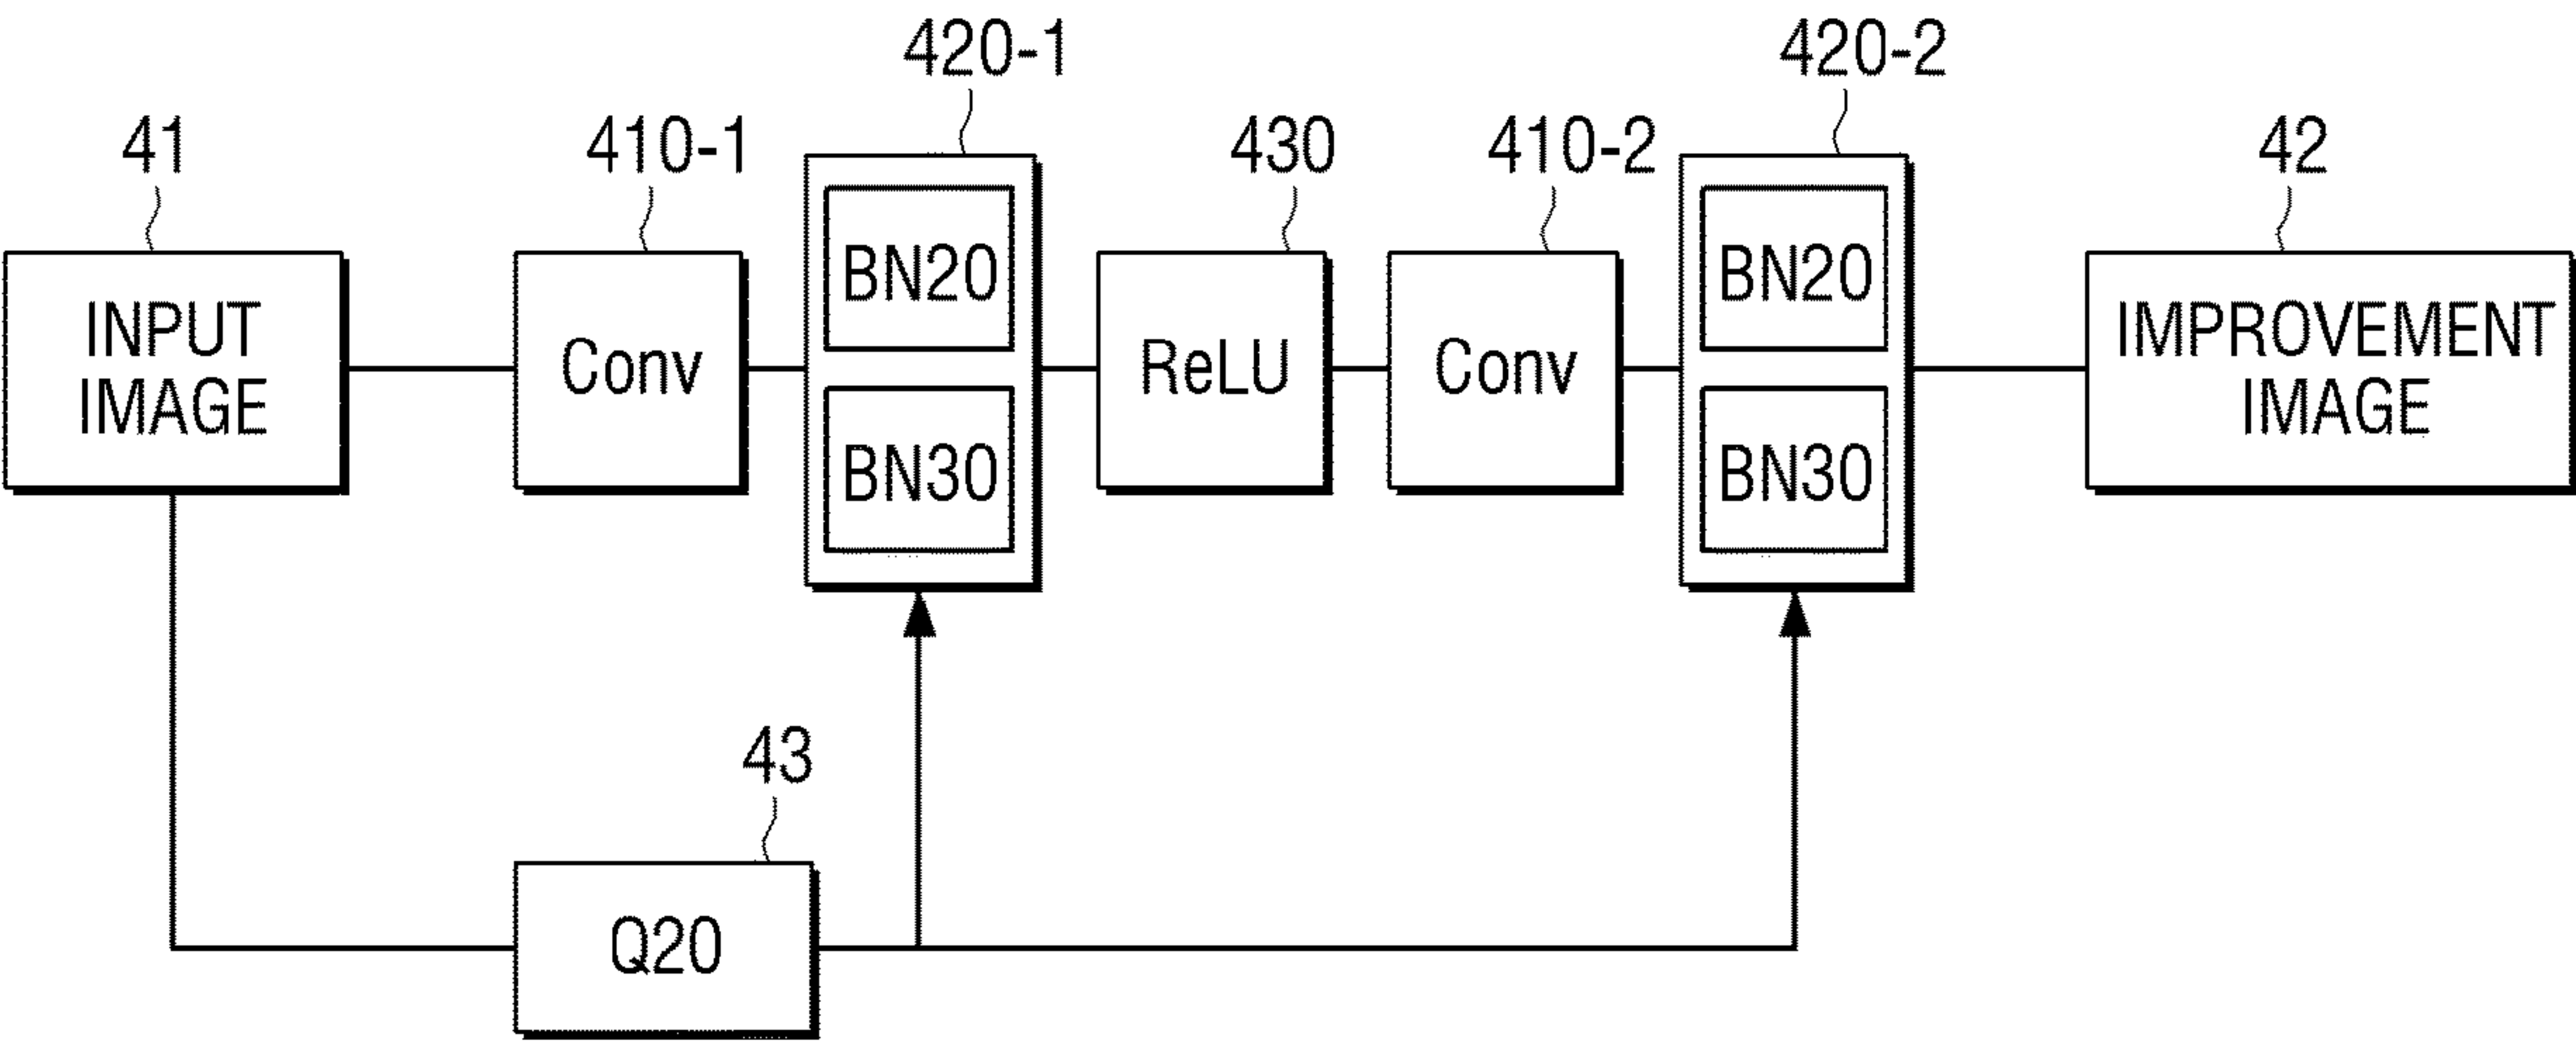 420-1
420-2
41
410-1
430
410-2
42
BN20
BN20
INPUT
IMAGE
Conv
ReLU
Conv
IMPROVEMENT
IMAGE
BN30
BN30
43
Q20